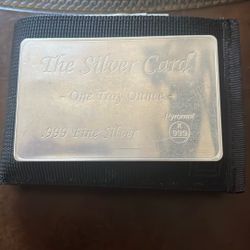 The Silver Card
- One Troy Ounce -
.999 Fine Silver
Pyromet
999